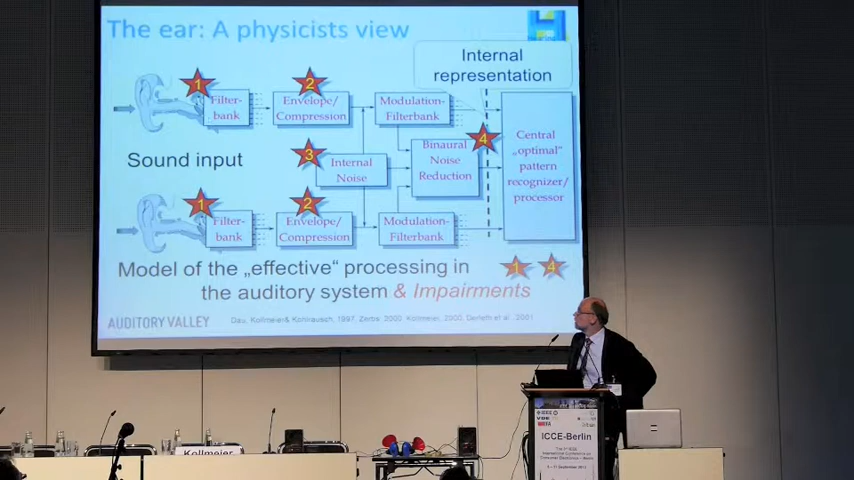 The ear: A physicists view
Internal
representation
1
Filter-
bank
2
Envelope/
Compression
Modulation-
Filterbank
Sound input
3
Internal
Noise
Binaural
Noise
Reduction
4
Central
„optimal"
pattern
recognizer/
processor
1
Filter-
bank
2
Envelope/
Compression
Modulation-
Filterbank
Model of the „effective" processing in
the auditory system & Impairments
1 4
AUDITORY VALLEY
Kollmeier
IEEE
VDE
ICCE-Berlin